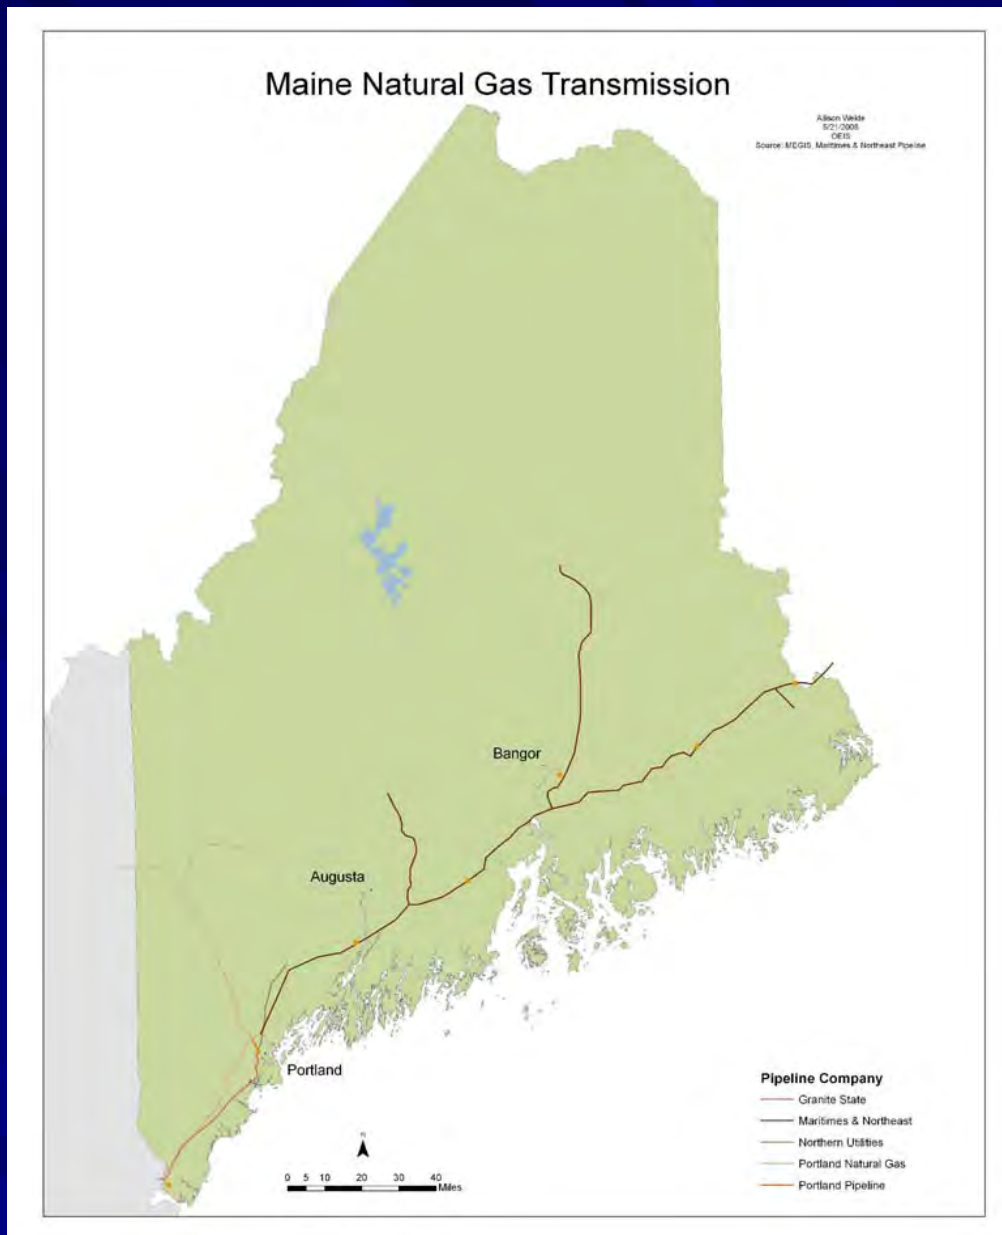 Maine Natural Gas Transmission
Allison Weide
5/21/2008
OEIS
Source: MEGIS, Maritimes & Northeast Pipeline
Bangor
Augusta
Portland
N
0 5 10 20 30 40
Miles
Pipeline Company
Granite State
Maritimes & Northeast
Northern Utilities
Portland Natural Gas
Portland Pipeline